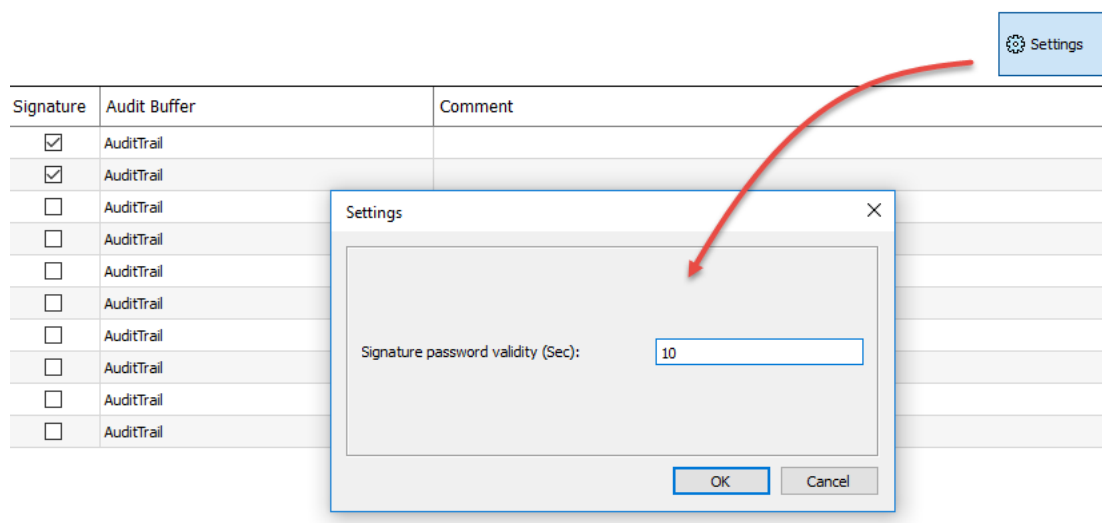 Settings
Signature Audit Buffer Comment
AuditTrail
AuditTrail
AuditTrail
AuditTrail
AuditTrail
AuditTrail
AuditTrail
AuditTrail
AuditTrail
AuditTrail
Settings
Signature password validity (Sec): 10
OK Cancel